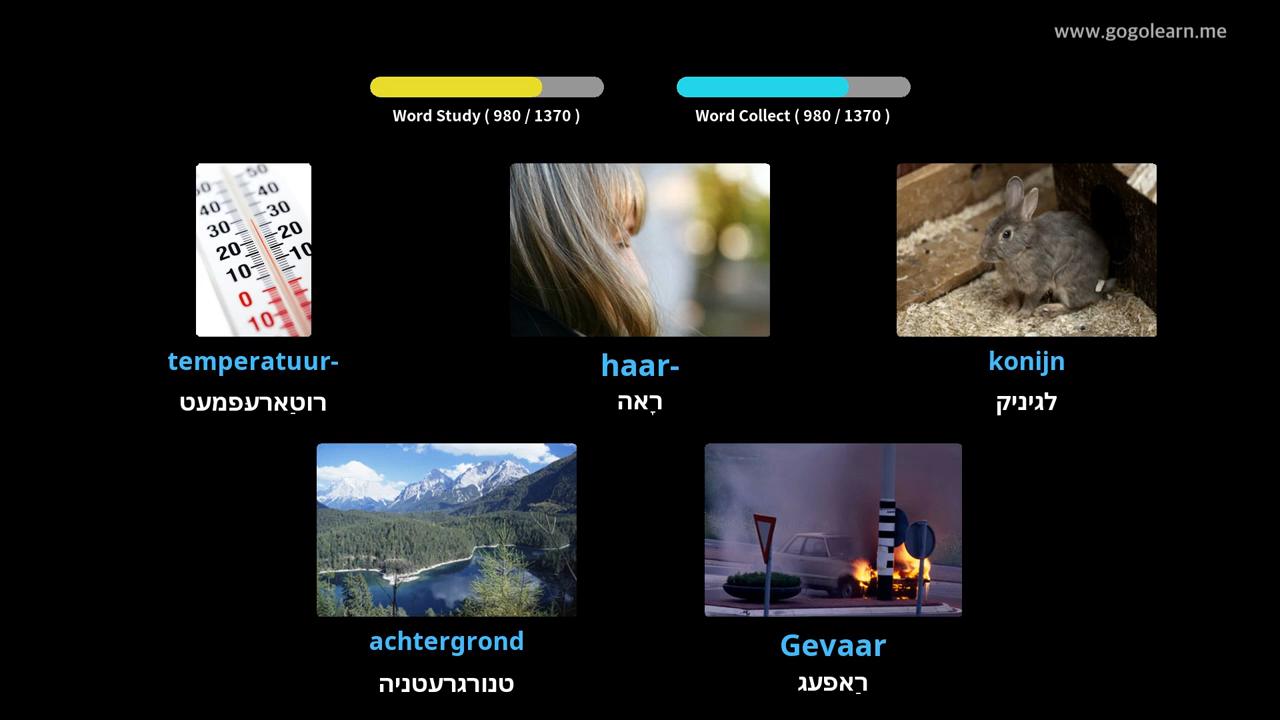 www.gogolearn.me
Word Study ( 980 / 1370 )
Word Collect ( 980 / 1370 )
temperatuur-
haar-
konijn
רוטַארעפמעט
רָאה
לגיניק
achtergrond
Gevaar
טנורגרעטניה
רַאפעג